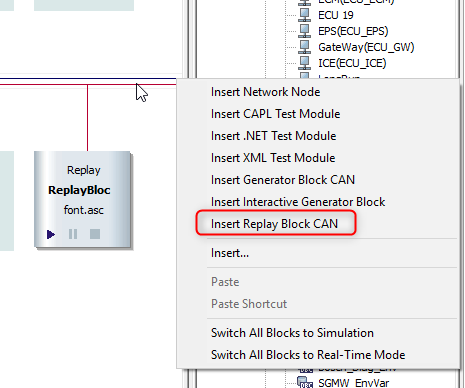 ECM(ECU_ECM)
ECU 19
EPS(ECU_EPS)
GateWay(ECU_GW)
ICE(ECU_ICE)
Insert Network Node
Insert CAPL Test Module
Insert .NET Test Module
Insert XML Test Module
Insert Generator Block CAN
Insert Interactive Generator Block
Insert Replay Block CAN
Insert...
Paste
Paste Shortcut
Switch All Blocks to Simulation
Switch All Blocks to Real-Time Mode
Replay
ReplayBloc
font.asc
SGMW_EnvVar